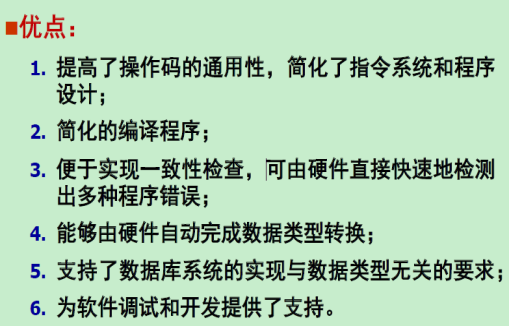 ■优点：
1. 提高了操作码的通用性，简化了指令系统和程序
设计；
2. 简化的编译程序；
3. 便于实现一致性检查，可由硬件直接快速地检测
出多种程序错误；
4. 能够由硬件自动完成数据类型转换；
5. 支持了数据库系统的实现与数据类型无关的要求；
6. 为软件调试和开发提供了支持。